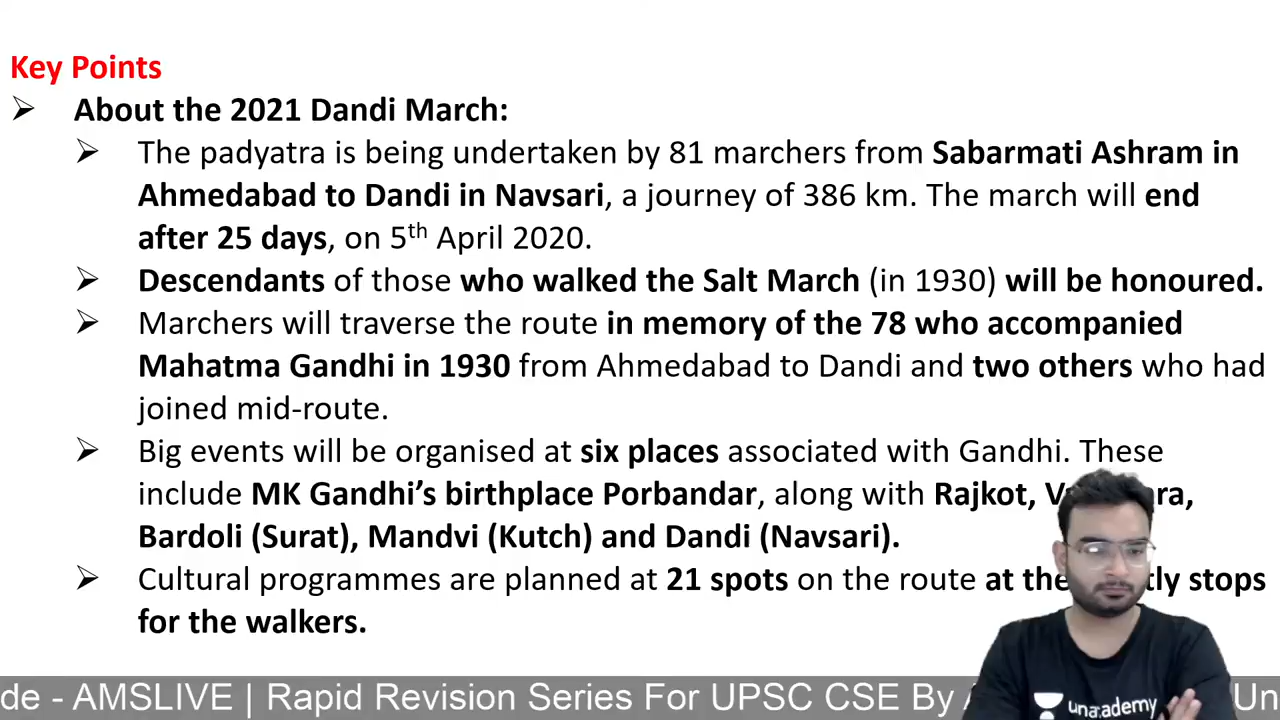 Key Points
➢ About the 2021 Dandi March:
➢ The padyatra is being undertaken by 81 marchers from Sabarmati Ashram in
Ahmedabad to Dandi in Navsari, a journey of 386 km. The march will end
after 25 days, on 5th April 2020.
➢ Descendants of those who walked the Salt March (in 1930) will be honoured.
➢ Marchers will traverse the route in memory of the 78 who accompanied
Mahatma Gandhi in 1930 from Ahmedabad to Dandi and two others who had
joined mid-route.
➢ Big events will be organised at six places associated with Gandhi. These
include MK Gandhi’s birthplace Porbandar, along with Rajkot,
Bardoli (Surat), Mandvi (Kutch) and Dandi (Navsari).
➢ Cultural programmes are planned at 21 spots on the route at the stops
for the walkers.
unacademy
de - AMSLIVE | Rapid Revision Series For UPSC CSE By Un